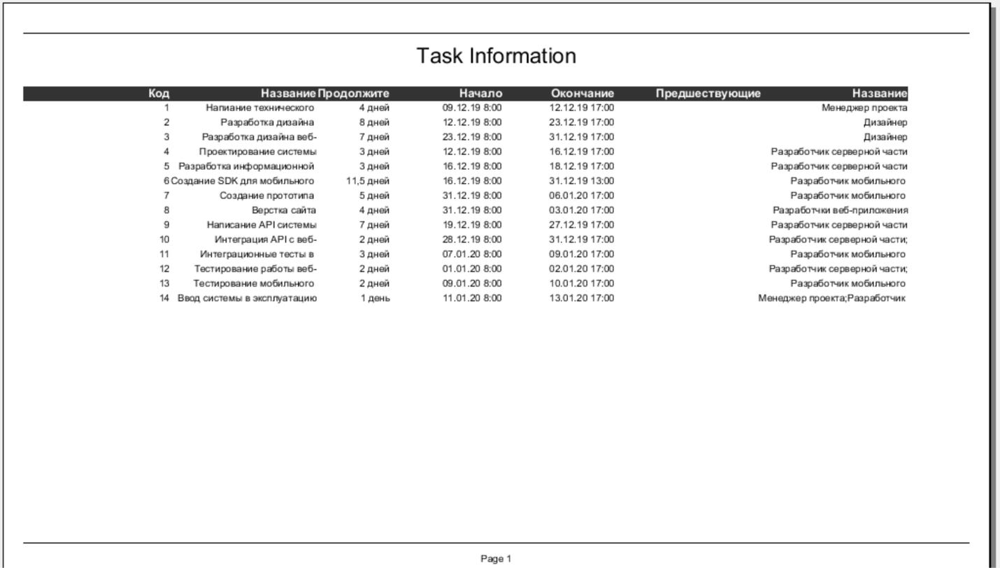 Task Information
Код Название Продолжите Начало Окончание Предшествующие Название
1 Напиание технического 4 дней 09.12.19 8:00 12.12.19 17:00 Менеджер проекта
2 Разработка дизайна 8 дней 12.12.19 8:00 23.12.19 17:00 Дизайнер
3 Разработка дизайна веб- 7 дней 23.12.19 8:00 31.12.19 17:00 Дизайнер
4 Проектирование системы 3 дней 12.12.19 8:00 16.12.19 17:00 Разработчик серверной части
5 Разработка информационной 3 дней 16.12.19 8:00 18.12.19 17:00 Разработчик серверной части
6 Создание SDK для мобильного 11,5 дней 16.12.19 8:00 31.12.19 13:00 Разработчик мобильного
7 Создание прототипа 5 дней 31.12.19 8:00 06.01.20 17:00 Разработчик мобильного
8 Верстка сайта 4 дней 31.12.19 8:00 03.01.20 17:00 Разработчки веб-приложения
9 Написание API системы 7 дней 19.12.19 8:00 27.12.19 17:00 Разработчик серверной части
10 Интеграция API с веб- 2 дней 28.12.19 8:00 31.12.19 17:00 Разработчик серверной части;
11 Интеграционные тесты в 3 дней 07.01.20 8:00 09.01.20 17:00 Разработчик мобильного
12 Тестирование работы веб- 2 дней 01.01.20 8:00 02.01.20 17:00 Разработчик серверной части;
13 Тестирование мобильного 2 дней 09.01.20 8:00 10.01.20 17:00 Разработчик мобильного
14 Ввод системы в эксплуатацию 1 день 11.01.20 8:00 13.01.20 17:00 Менеджер проекта;Разработчик
Page 1